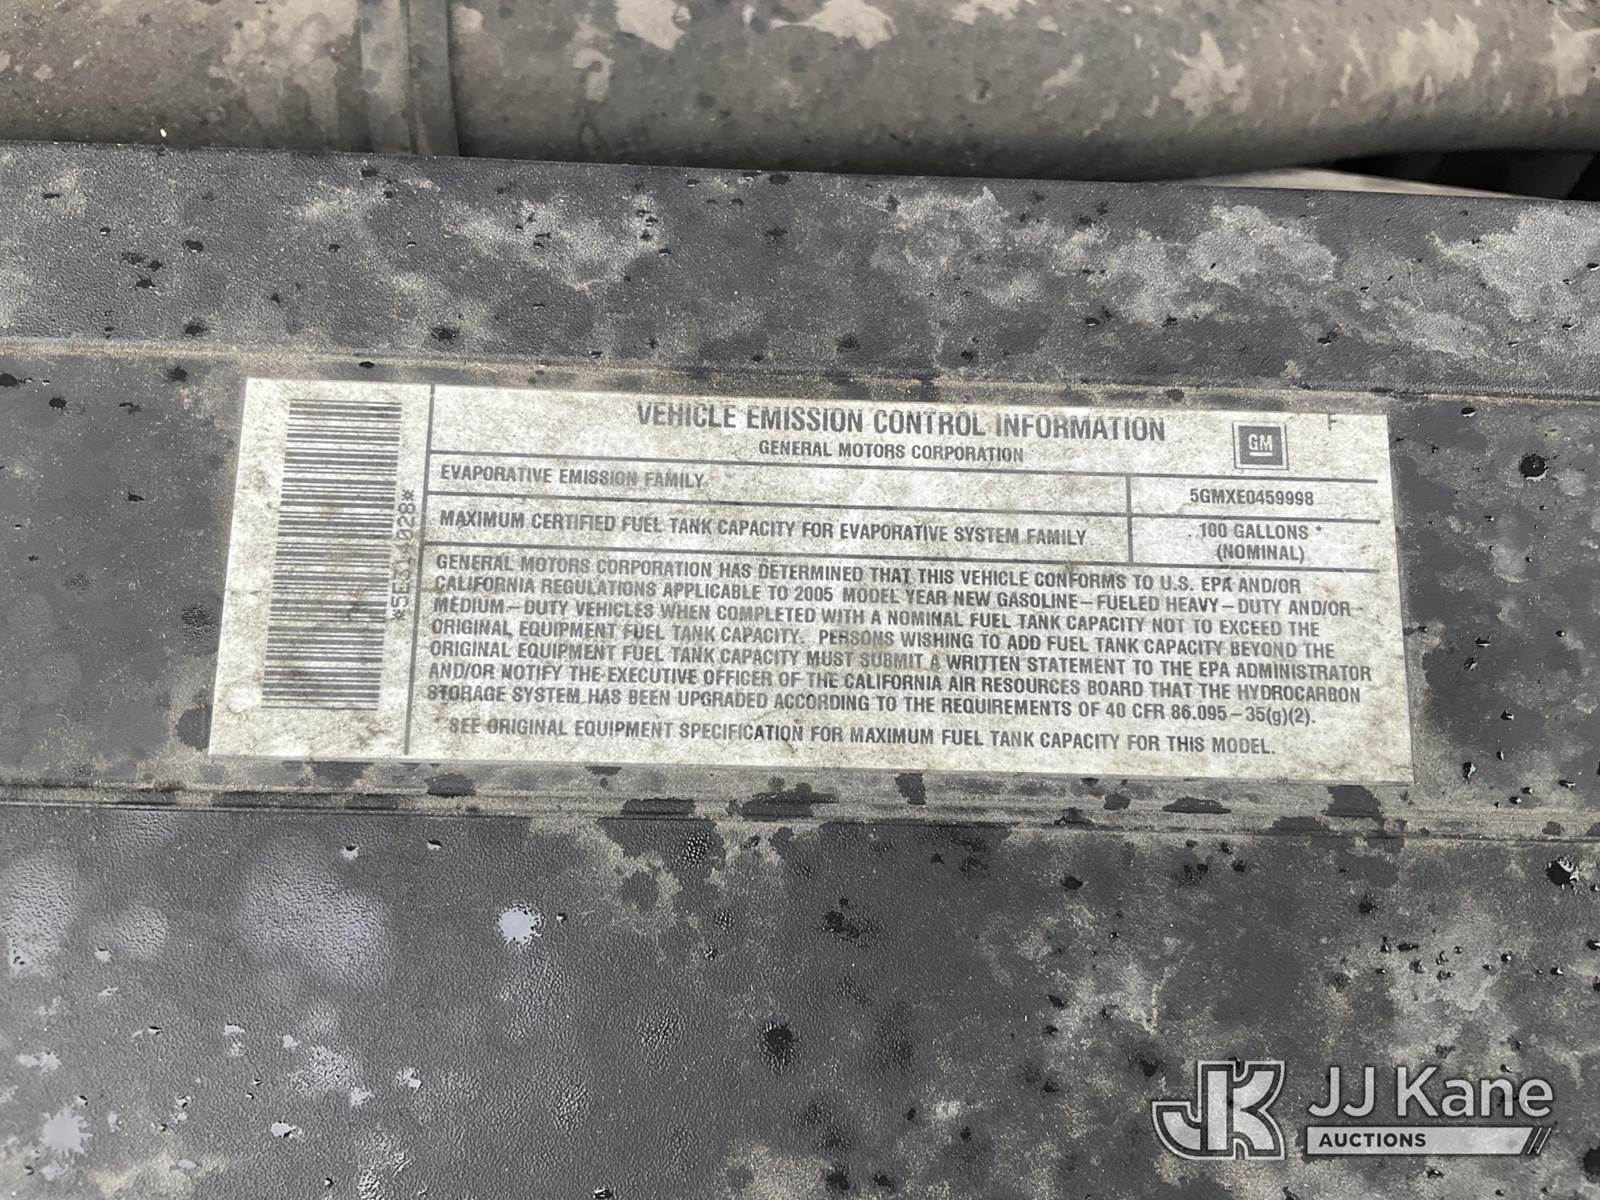 VEHICLE EMISSION CONTROL INFORMATION
F
GENERAL MOTORS CORPORATION
GM
EVAPORATIVE EMISSION FAMILY
5GMXE0459998
MAXIMUM CERTIFIED FUEL TANK CAPACITY FOR EVAPORATIVE SYSTEM FAMILY
100 GALLONS *
(NOMINAL)
GENERAL MOTORS CORPORATION HAS DETERMINED THAT THIS VEHICLE CONFORMS TO U.S. EPA AND/OR
CALIFORNIA REGULATIONS APPLICABLE TO 2005 MODEL YEAR NEW GASOLINE-FUELED HEAVY-DUTY AND/OR
MEDIUM-DUTY VEHICLES WHEN COMPLETED WITH A NOMINAL FUEL TANK CAPACITY NOT TO EXCEED THE
ORIGINAL EQUIPMENT FUEL TANK CAPACITY. PERSONS WISHING TO ADD FUEL TANK CAPACITY BEYOND THE
ORIGINAL EQUIPMENT FUEL TANK CAPACITY MUST SUBMIT A WRITTEN STATEMENT TO THE EPA ADMINISTRATOR
AND/OR NOTIFY THE EXECUTIVE OFFICER OF THE CALIFORNIA AIR RESOURCES BOARD THAT THE HYDROCARBON
STORAGE SYSTEM HAS BEEN UPGRADED ACCORDING TO THE REQUIREMENTS OF 40 CFR 86.095-35(g)(2).
SEE ORIGINAL EQUIPMENT SPECIFICATION FOR MAXIMUM FUEL TANK CAPACITY FOR THIS MODEL.
JK JJ Kane
AUCTIONS